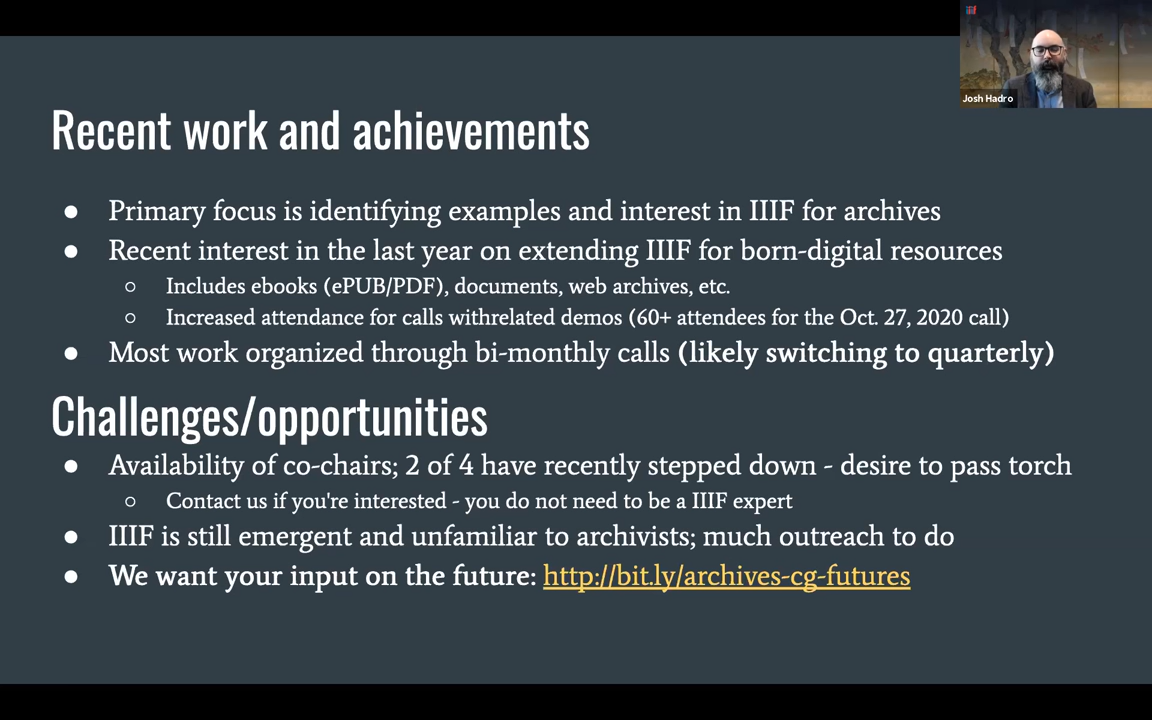 Josh Hadro
Recent work and achievements
● Primary focus is identifying examples and interest in IIIF for archives
● Recent interest in the last year on extending IIIF for born-digital resources
○ Includes ebooks (ePUB/PDF), documents, web archives, etc.
○ Increased attendance for calls withrelated demos (60+ attendees for the Oct. 27, 2020 call)
● Most work organized through bi-monthly calls (likely switching to quarterly)
Challenges/opportunities
● Availability of co-chairs; 2 of 4 have recently stepped down - desire to pass torch
○ Contact us if you're interested - you do not need to be a IIIF expert
● IIIF is still emergent and unfamiliar to archivists; much outreach to do
● We want your input on the future: http://bit.ly/archives-cg-futures